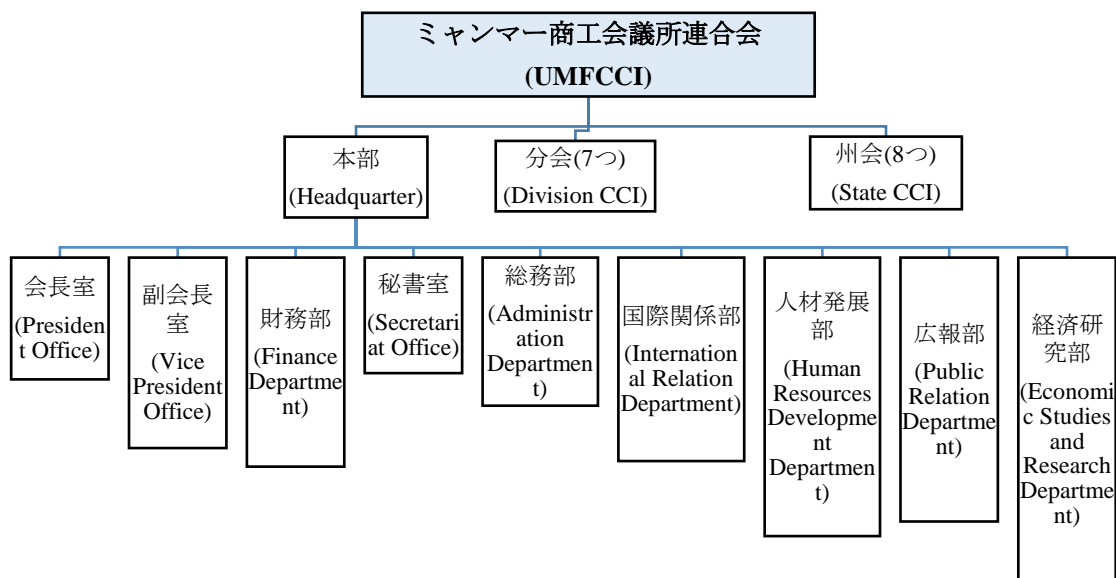 ミャンマー商工会議所連合会
(UMFCCI)
本部
(Headquarter)
分会(7つ)
(Division CCI)
州会(8つ)
(State CCI)
会長室
(Presiden
t Office)
副会長
室
(Vice
President
Office)
財務部
(Finance
Departme
nt)
秘書室
(Secretari
at Office)
総務部
(Administr
ation
Department)
国際関係部
(Internation
al Relation
Department)
人材発展
部
(Human
Resources
Developme
nt
Departmen
t)
広報部
(Public
Relation
Departme
nt)
経済研
究部
(Economi
c Studies
and
Research
Departme
nt)